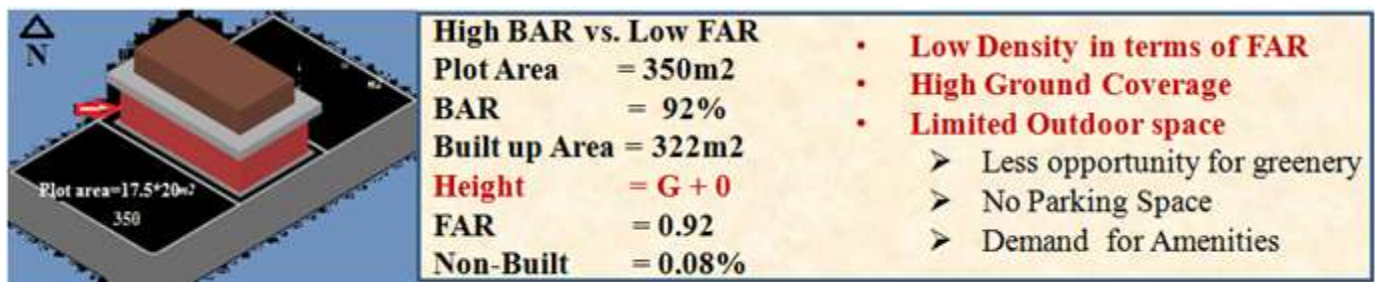 N
Plot area=17.5*20m2
350
High BAR vs. Low FAR
Plot Area = 350m2
BAR = 92%
Built up Area = 322m2
Height = G + 0
FAR = 0.92
Non-Built = 0.08%
• Low Density in terms of FAR
• High Ground Coverage
• Limited Outdoor space
➤ Less opportunity for greenery
➤ No Parking Space
➤ Demand for Amenities